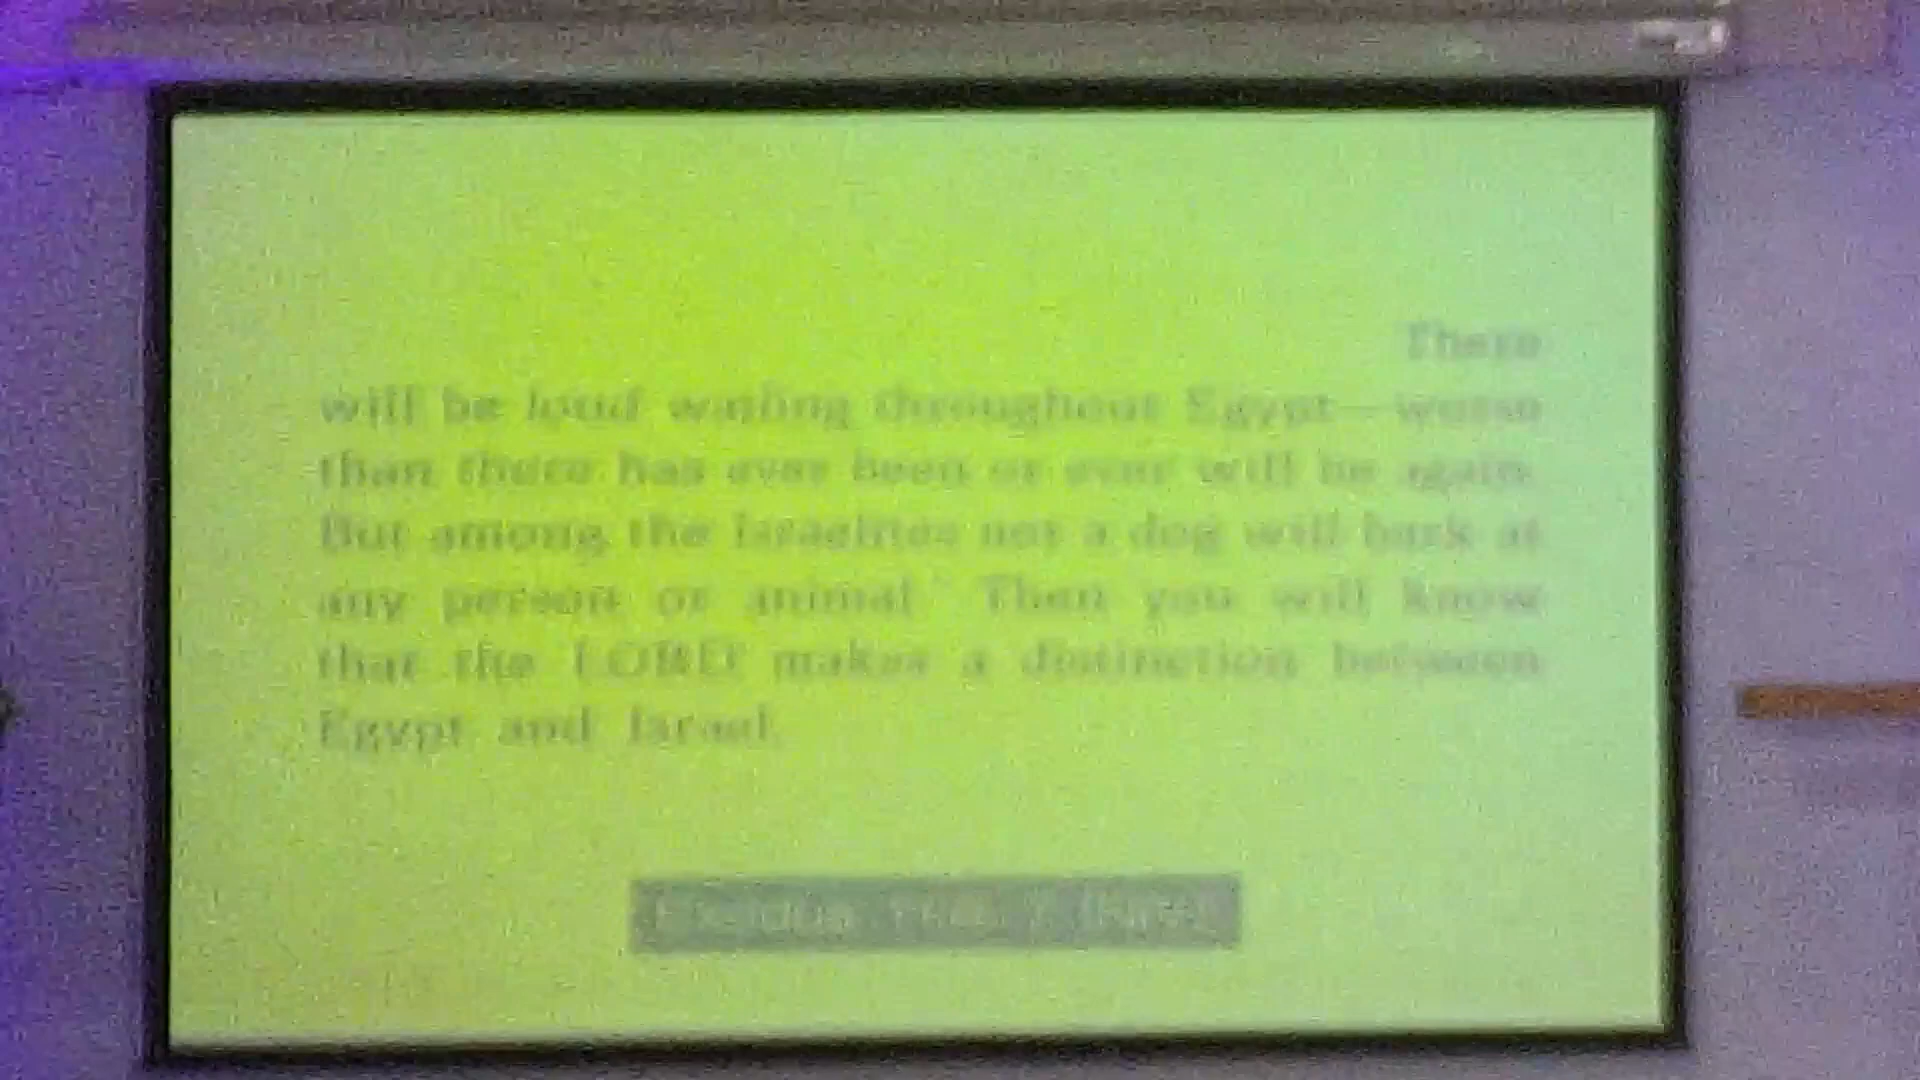 There
will be loud wailing throughout Egypt—worse
than there has ever been or ever will be again.
But among the Israelites not a dog will bark at
any person or animal.' Then you will know
that the LORD makes a distinction between
Egypt and Israel.
Exodus